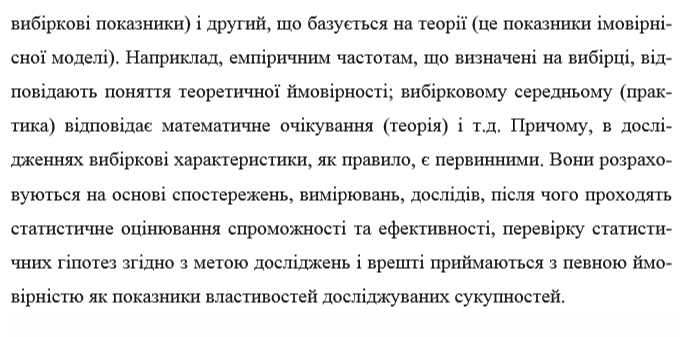 вибіркові показники) і другий, що базується на теорії (це показники імовірні-
сної моделі). Наприклад, емпіричним частотам, що визначені на вибірці, від-
повідають поняття теоретичної ймовірності; вибірковому середньому (прак-
тика) відповідає математичне очікування (теорія) і т.д. Причому, в дослі-
дженнях вибіркові характеристики, як правило, є первинними. Вони розрахо-
вуються на основі спостережень, вимірювань, дослідів, після чого проходять
статистичне оцінювання спроможності та ефективності, перевірку статисти-
чних гіпотез згідно з метою досліджень і врешті приймаються з певною ймо-
вірністю як показники властивостей досліджуваних сукупностей.